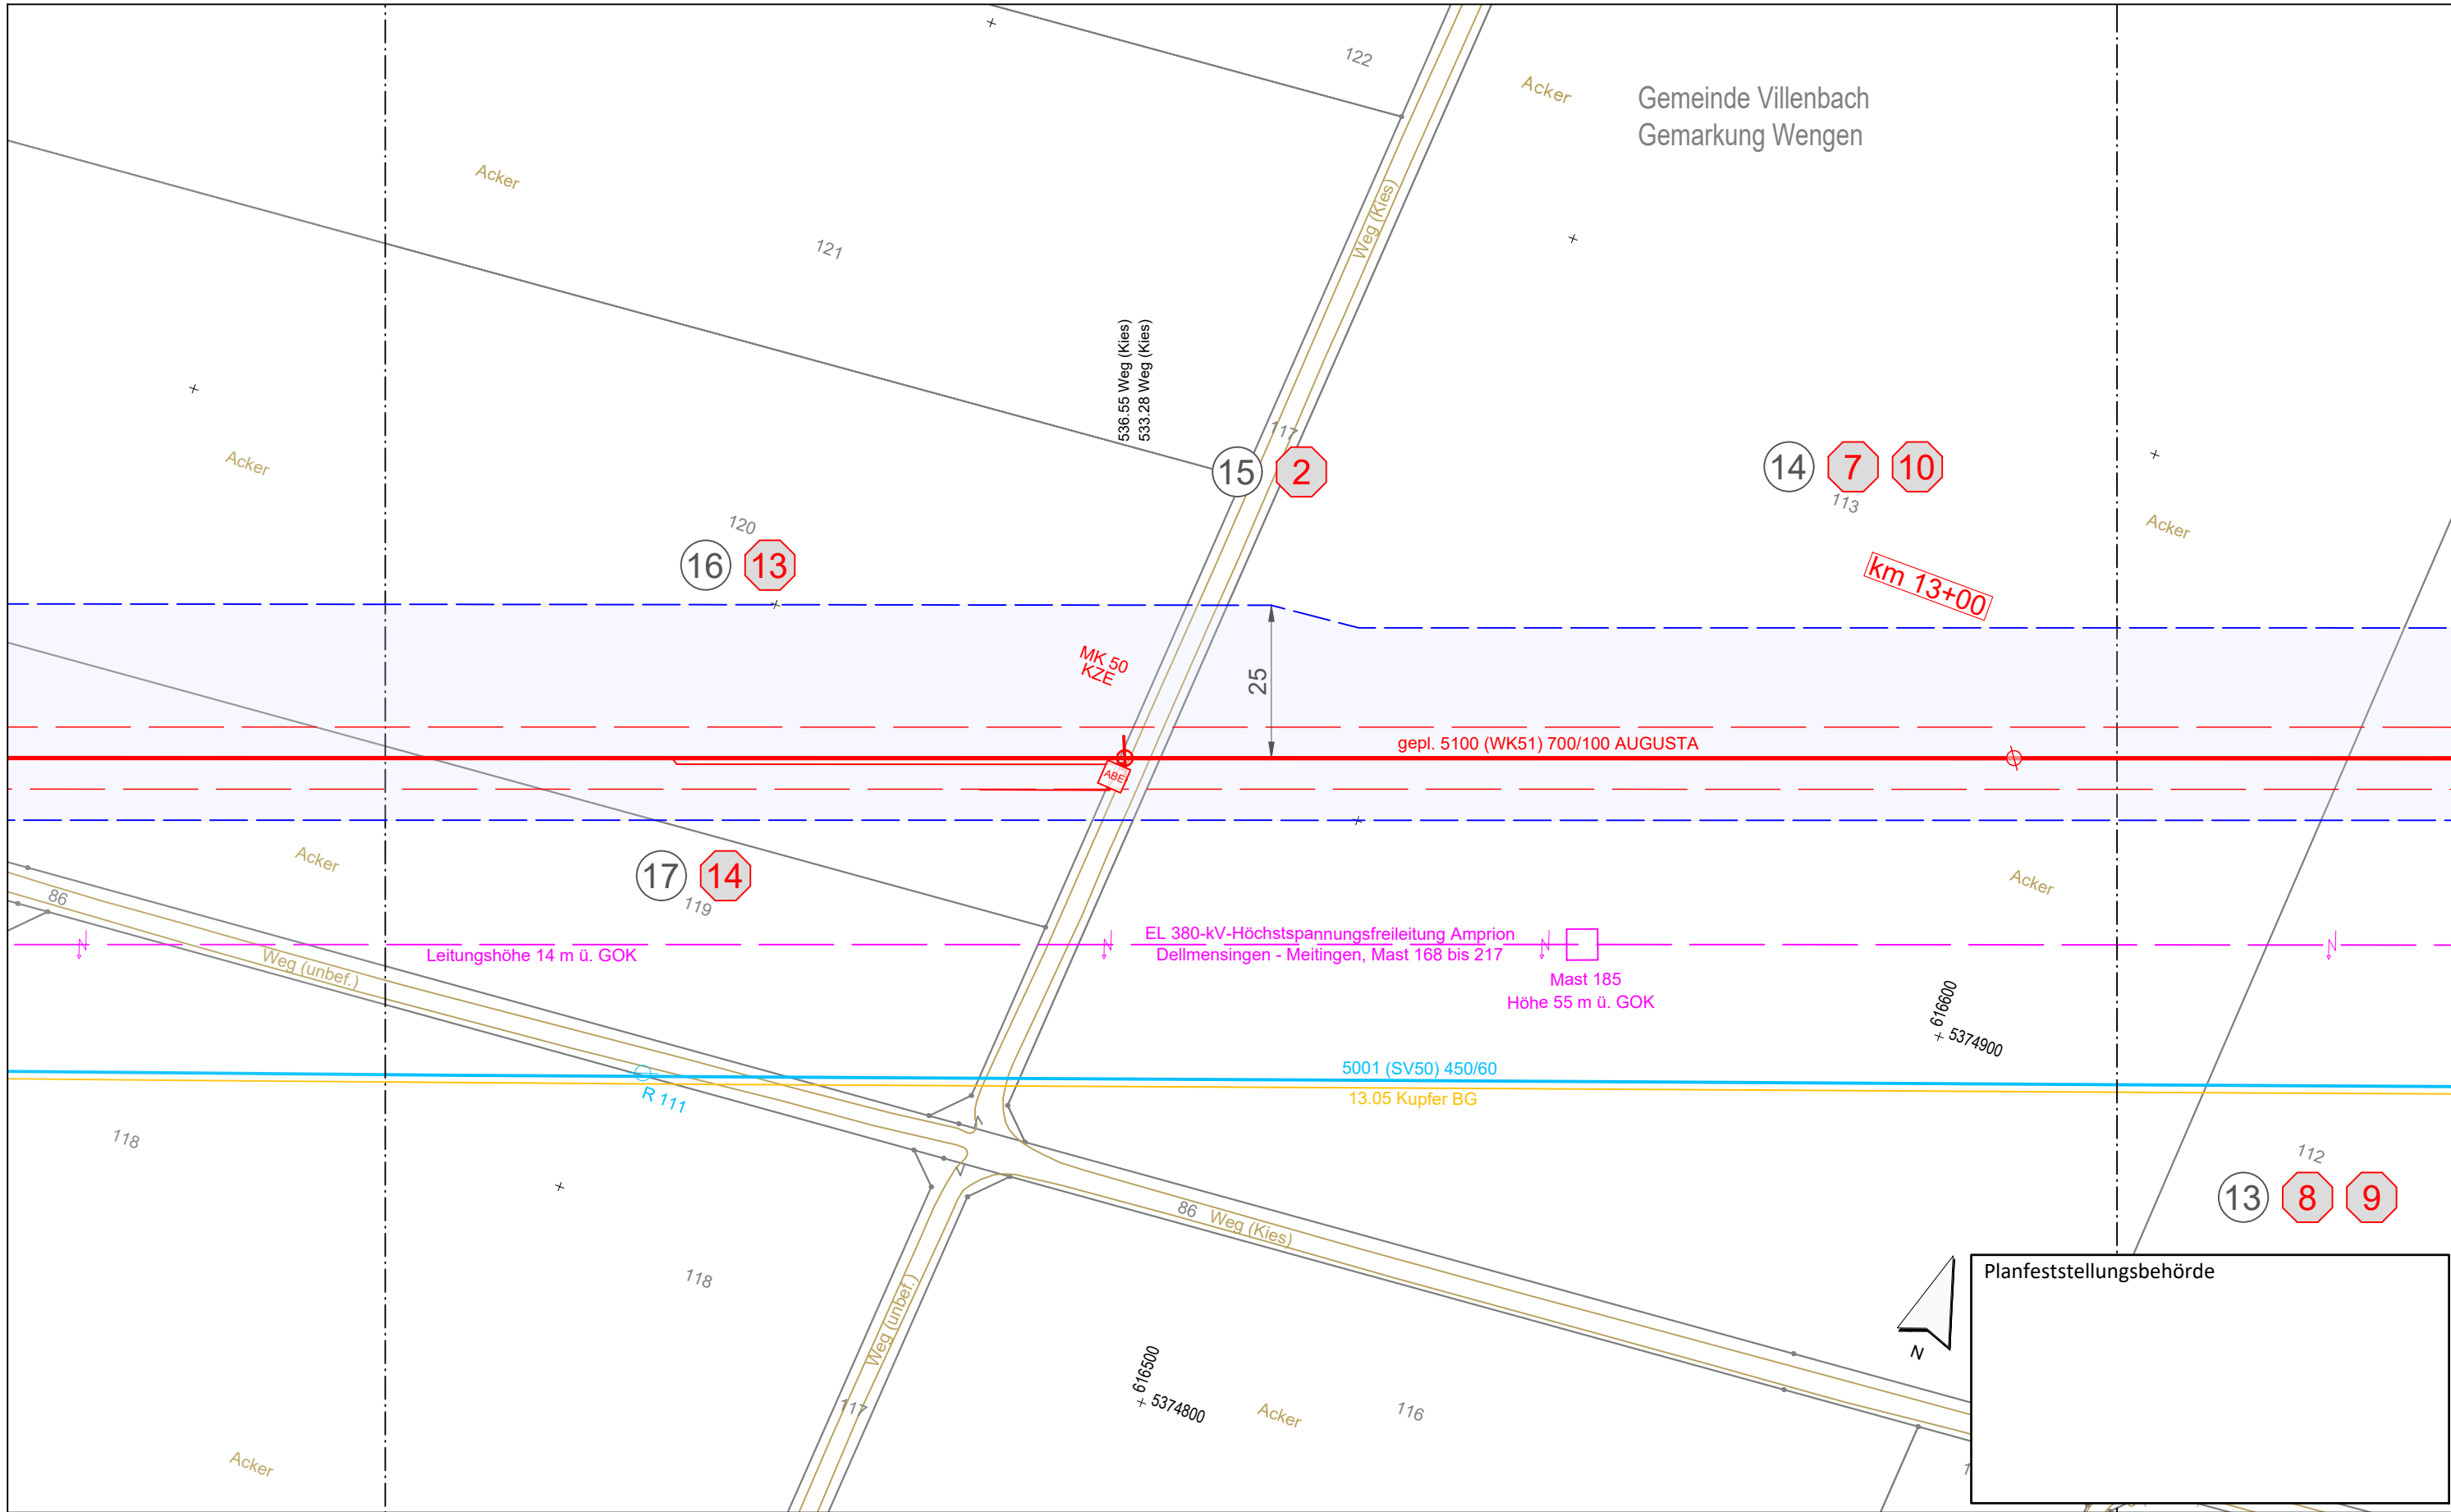 122
Acker
Gemeinde Villenbach
Gemarkung Wengen
Acker
121
Weg (Kies)
536.55 Weg (Kies)
533.28 Weg (Kies)
117
15
2
14
7
10
113
Acker
Acker
120
16
13
km 13+00
MK 50
KZE
25
gepl. 5100 (WK51) 700/100 AUGUSTA
ABE
Acker
17
14
119
Acker
86
EL 380-kV-Höchstspannungsfreileitung Amprion
Dellmensingen - Meitingen, Mast 168 bis 217
Leitungshöhe 14 m ü. GOK
Weg (unbef.)
Mast 185
Höhe 55 m ü. GOK
616600
5374900
5001 (SV50) 450/60
13.05 Kupfer BG
R 111
118
112
13
8
9
86
Weg (Kies)
118
Weg (unbef.)
N
Planfeststellungsbehörde
616500
5374800
117
Acker
116
Acker